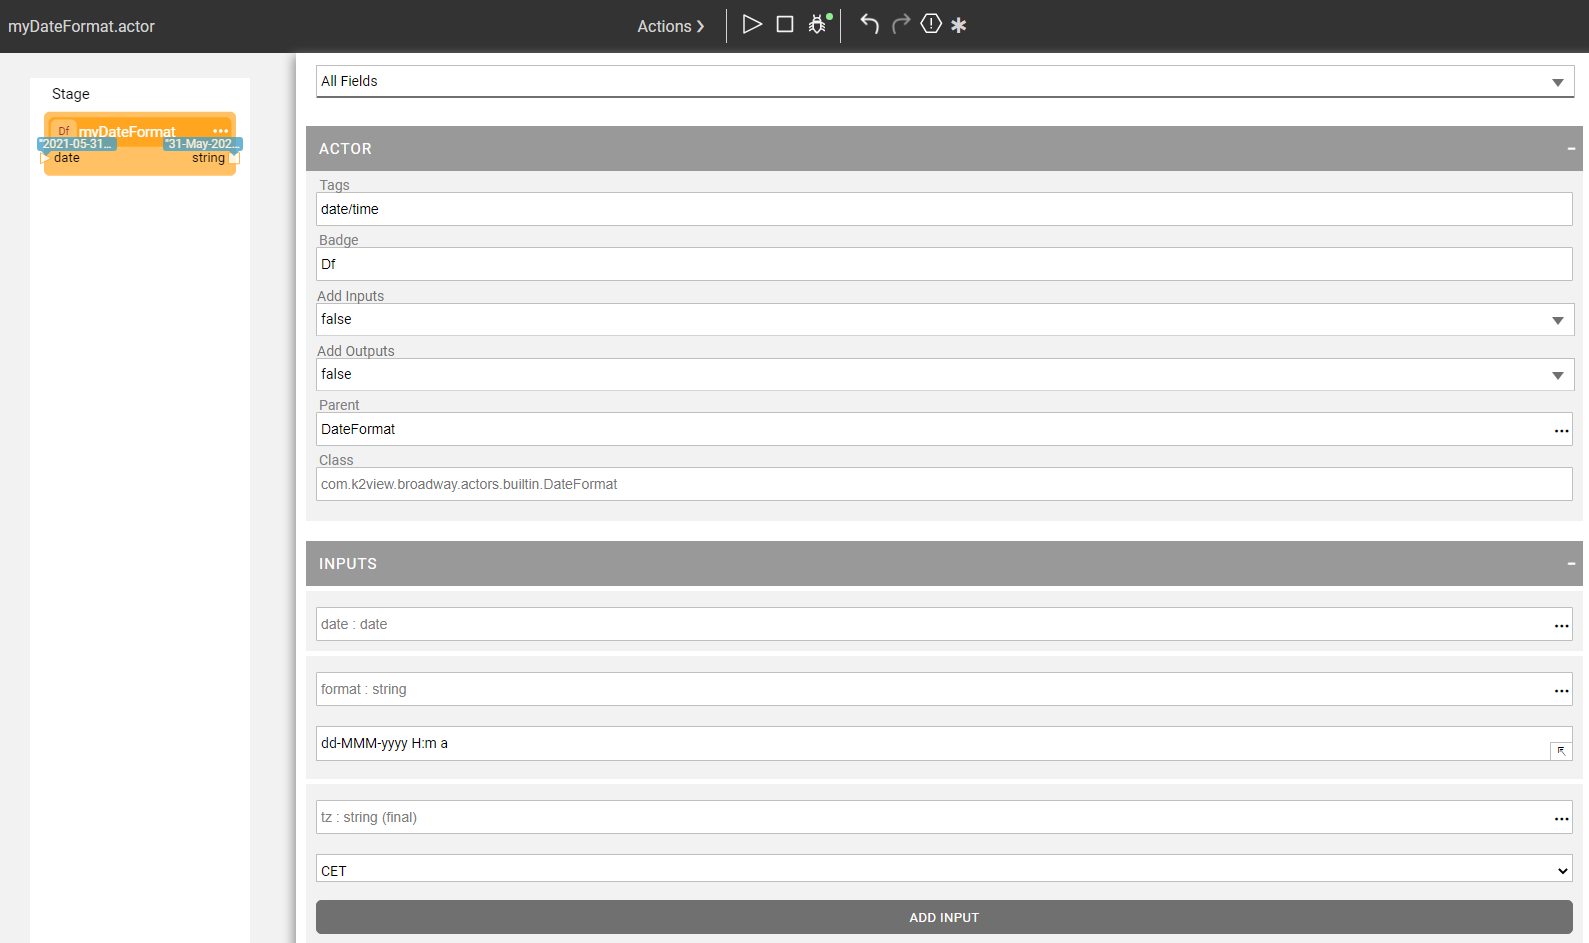 myDateFormat.actor
Actions
Stage
Df myDateFormat
"2021-05-31... "31-May-202...
date string
All Fields
ACTOR
Tags
date/time
Badge
Df
Add Inputs
false
Add Outputs
false
Parent
DateFormat
Class
com.k2view.broadway.actors.builtin.DateFormat
INPUTS
date : date
format : string
dd-MMM-yyyy H:m a
tz : string (final)
CET
ADD INPUT